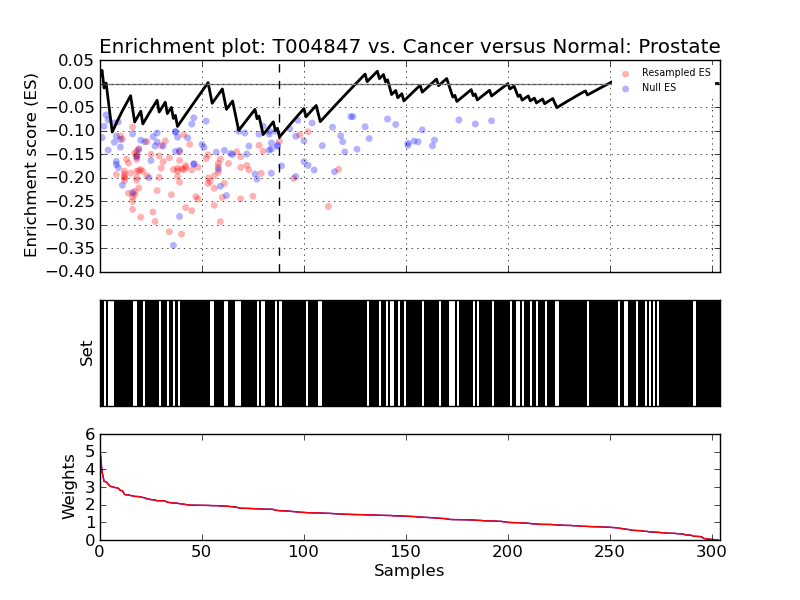 Enrichment plot: T004847 vs. Cancer versus Normal: Prostate
Enrichment score (ES)
0.05
0.00
−0.05
−0.10
−0.15
−0.20
−0.25
−0.30
−0.35
−0.40
Resampled ES
Null ES
Set
Weights
6
5
4
3
2
1
0
0 50 100 150 200 250 300
Samples